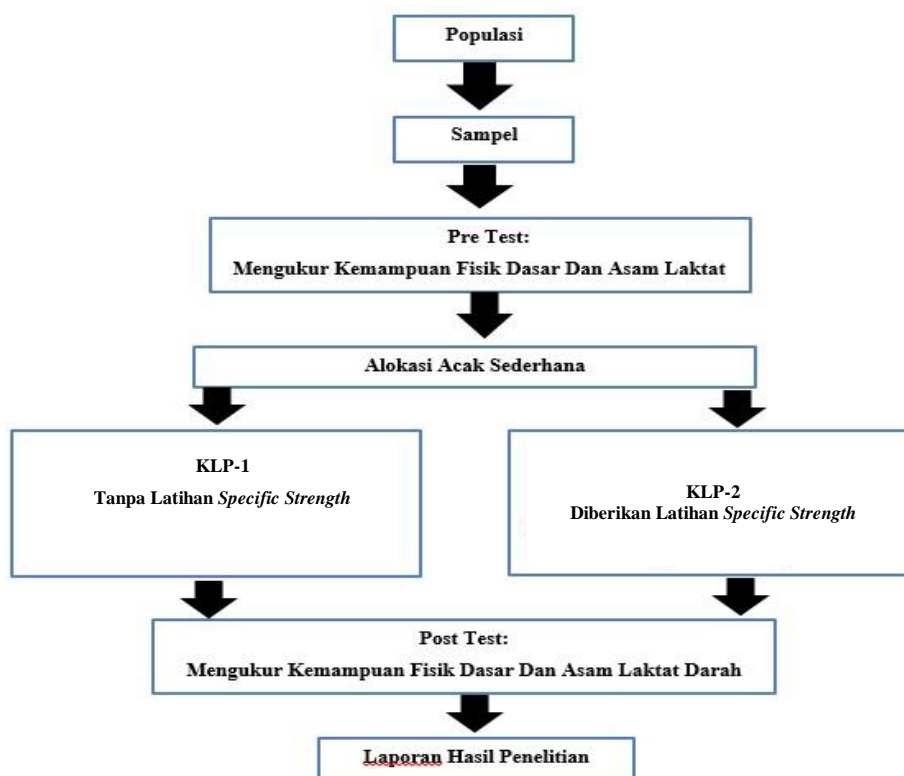 Populasi
Sampel
Pre Test:
Mengukur Kemampuan Fisik Dasar Dan Asam Laktat
Alokasi Acak Sederhana
KLP-1
Tanpa Latihan Specific Strength
KLP-2
Diberikan Latihan Specific Strength
Post Test:
Mengukur Kemampuan Fisik Dasar Dan Asam Laktat Darah
Laporan Hasil Penelitian